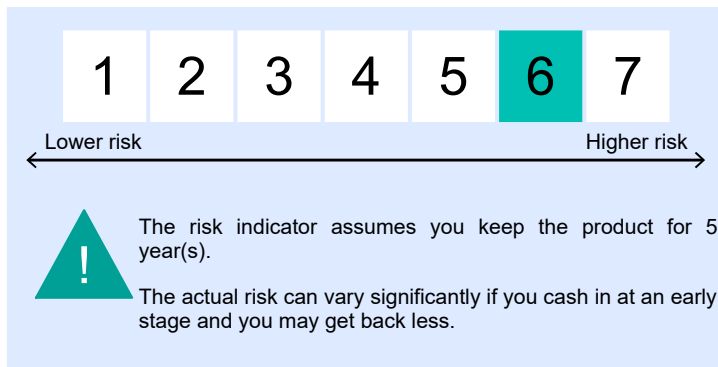 1 2 3 4 5 6 7
Lower risk Higher risk
!
The risk indicator assumes you keep the product for 5
year(s).
The actual risk can vary significantly if you cash in at an early
stage and you may get back less.